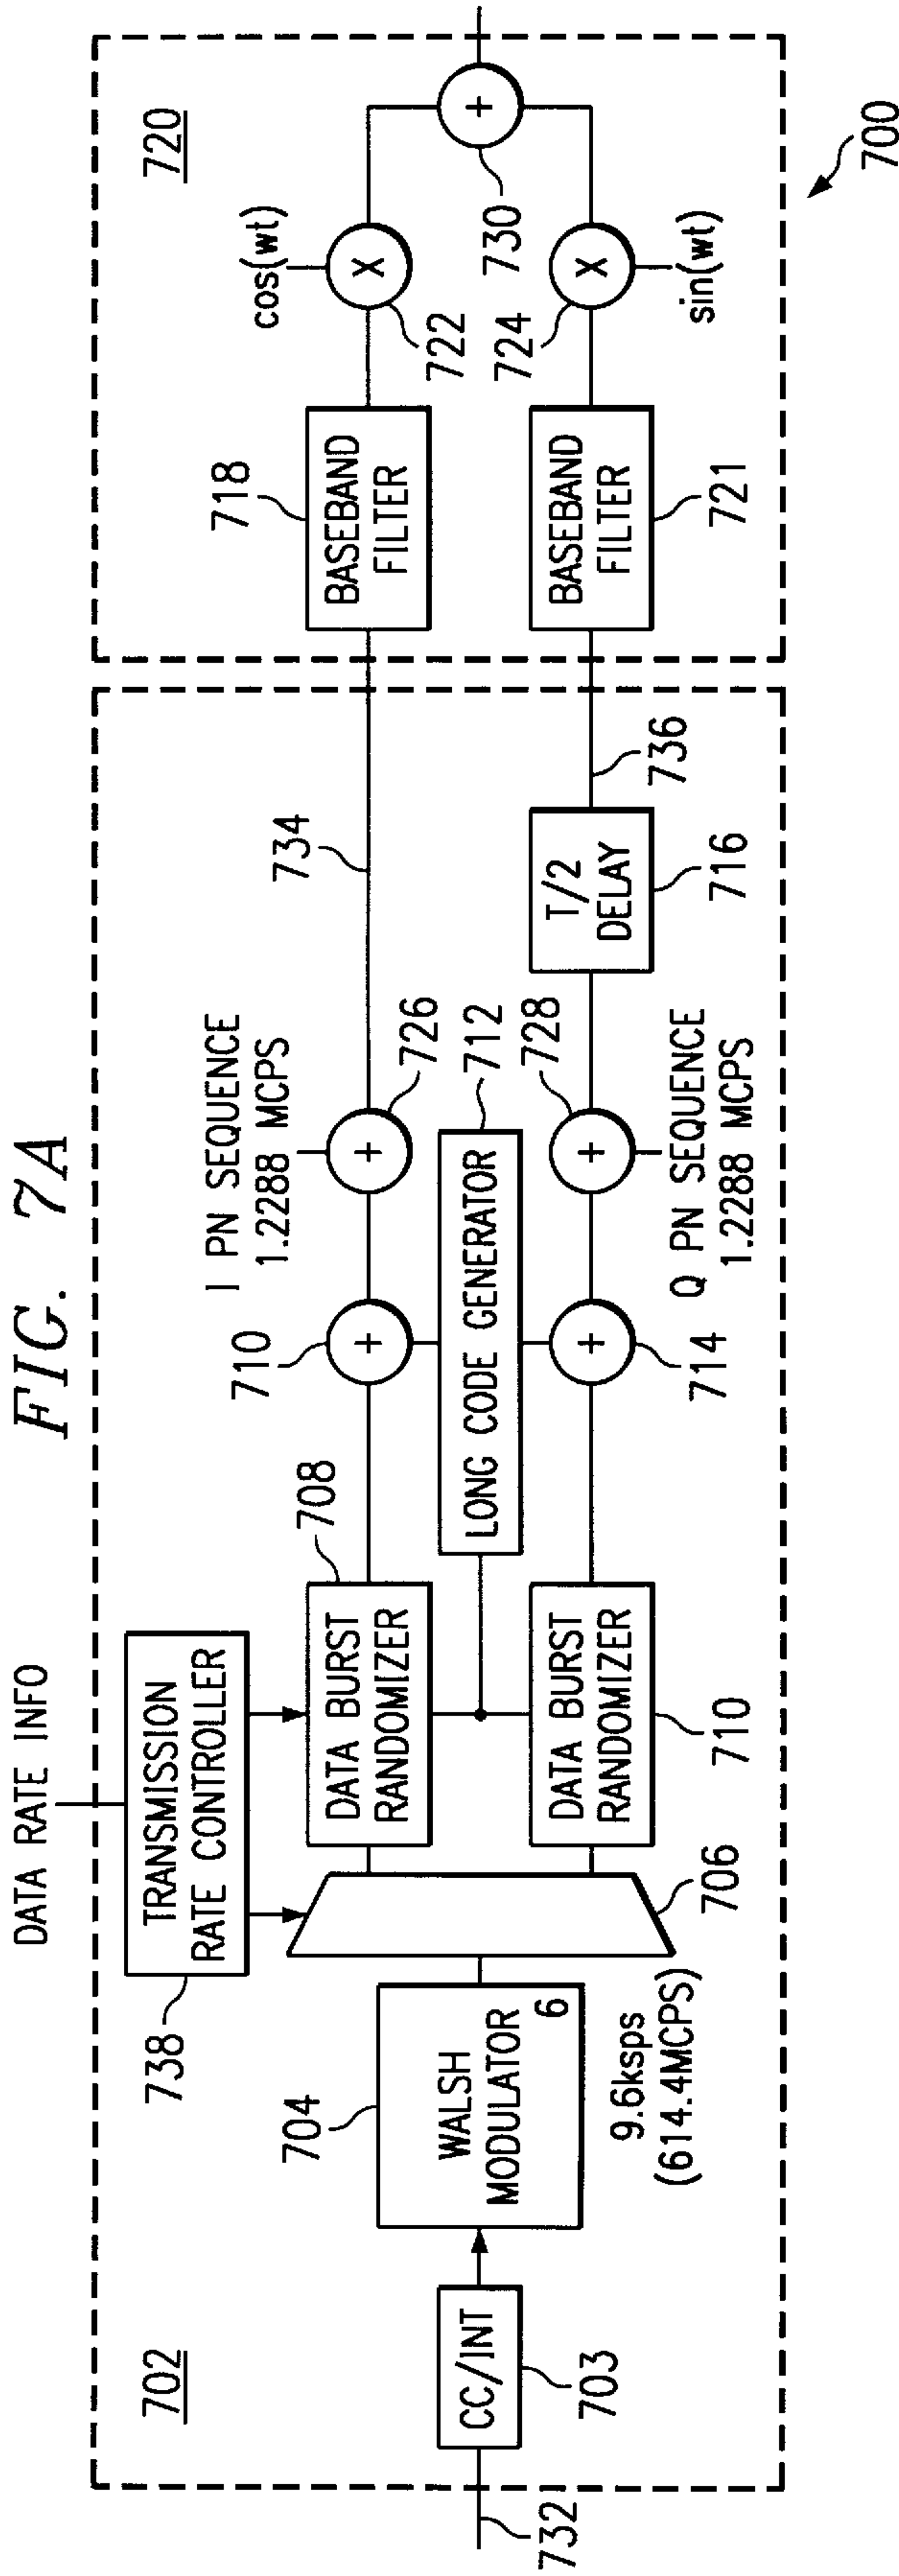 FIG. 7A
DATA RATE INFO
702
732
CC/INT
703
738
TRANSMISSION
RATE CONTROLLER
704
WALSH
MODULATOR
6
9.6ksps
(614.4MCPS)
706
708
DATA BURST
RANDOMIZER
DATA BURST
RANDOMIZER
710
LONG CODE GENERATOR
712
710
+
+
714
I PN SEQUENCE
1.2288 MCPS
+
726
728
+
Q PN SEQUENCE
1.2288 MCPS
734
T/2
DELAY
716
736
720
718
BASEBAND
FILTER
BASEBAND
FILTER
721
cos(wt)
X
722
724
X
sin(wt)
+
730
700